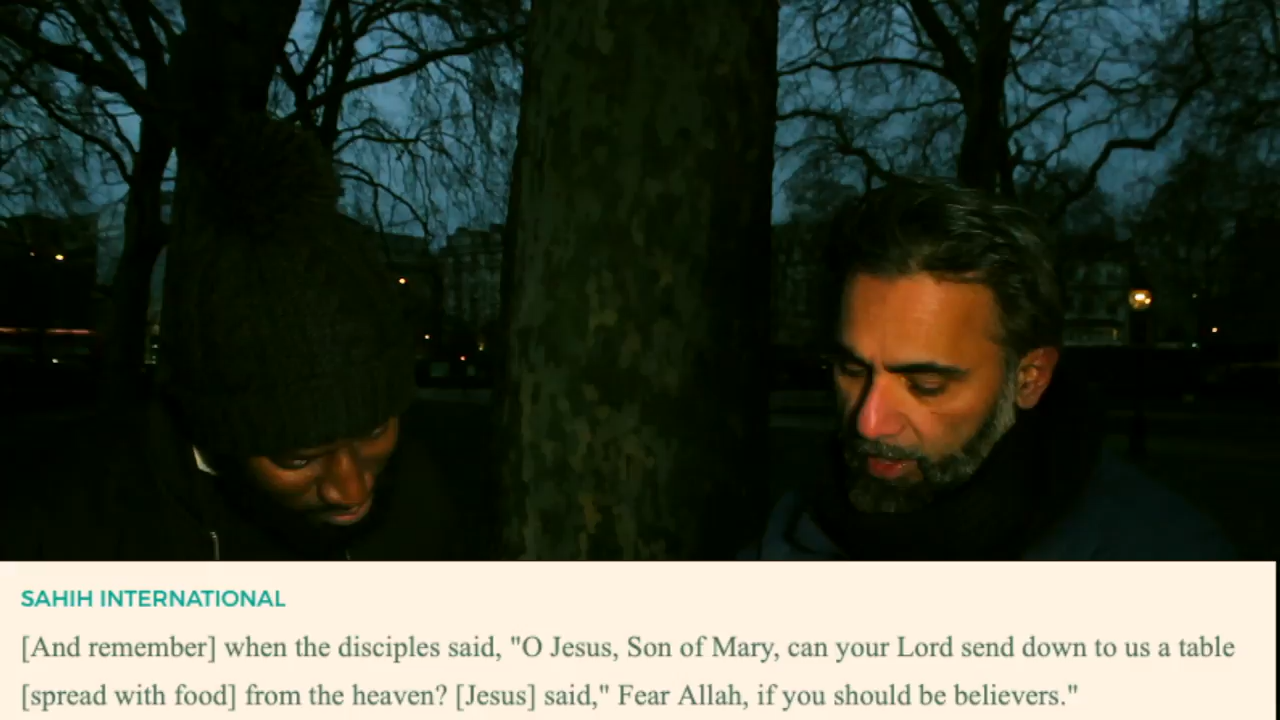 SAHIH INTERNATIONAL
[And remember] when the disciples said, "O Jesus, Son of Mary, can your Lord send down to us a table
[spread with food] from the heaven? [Jesus] said," Fear Allah, if you should be believers."